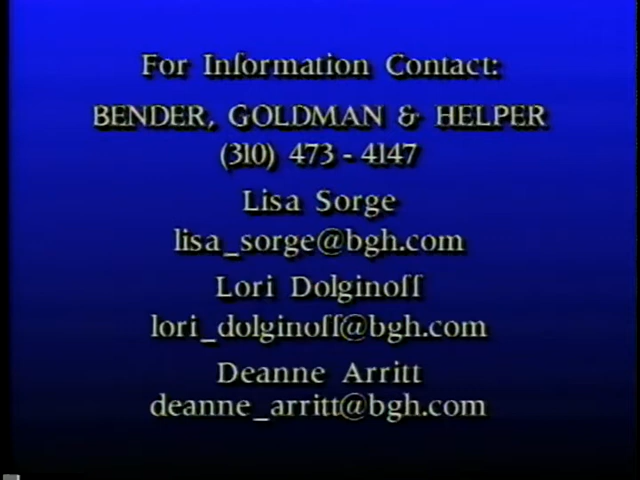 For Information Contact:
BENDER, GOLDMAN & HELPER
(310) 473 - 4147
Lisa Sorge
lisa_sorge@bgh.com
Lori Dolginoff
lori_dolginoff@bgh.com
Deanne Arritt
deanne_arritt@bgh.com